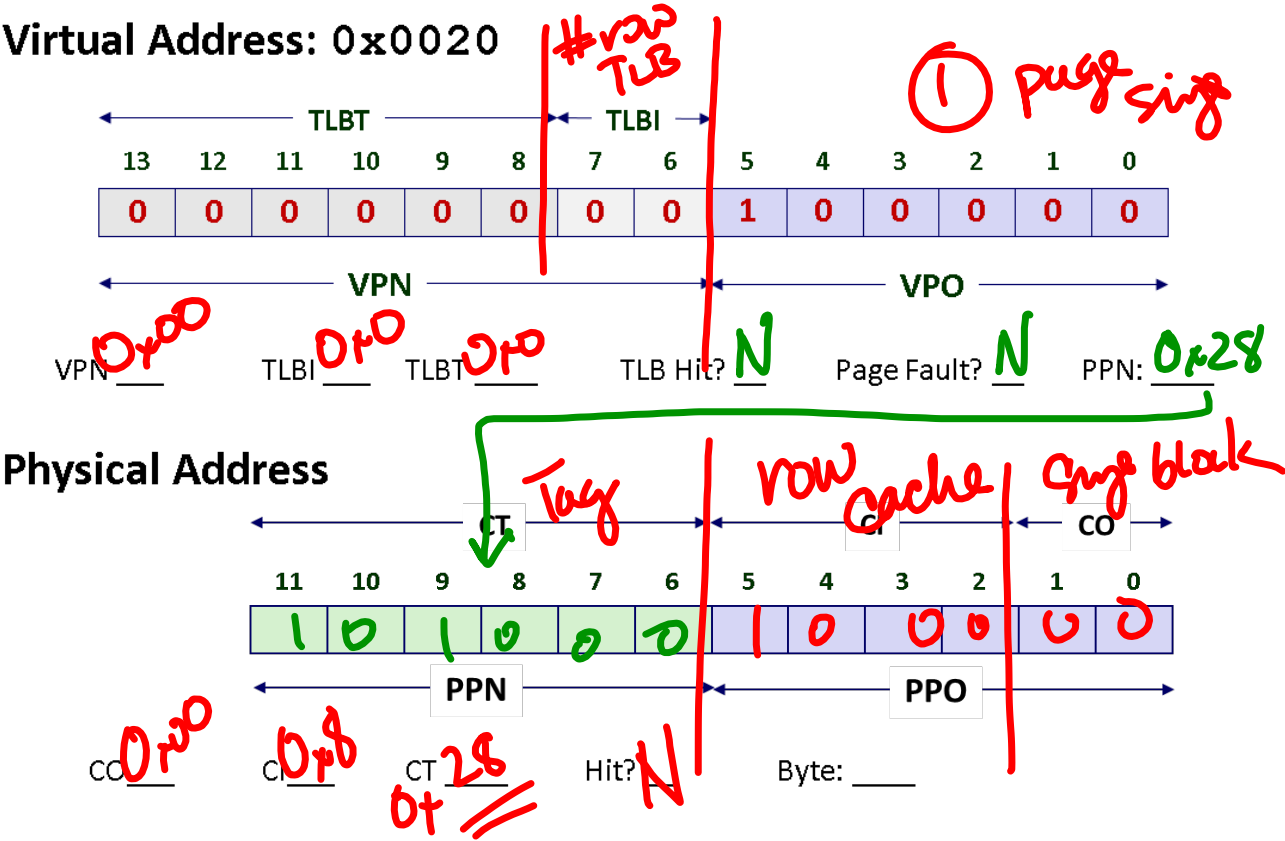 Virtual Address: 0x0020
#row
TLB
1 page size
TLBT TLBI
13 12 11 10 9 8 7 6 5 4 3 2 1 0
0 0 0 0 0 0 0 0 1 0 0 0 0 0
VPN VPO
VPN 0x00 TLBI 0x0 TLBT 0x0 TLB Hit? N Page Fault? N PPN: 0x28
Physical Address
Tag row cache size block
CT CI CO
11 10 9 8 7 6 5 4 3 2 1 0
1 0 1 0 0 0 1 0 0 0 0 0
PPN PPO
CO 0x00 CI 0x8 CT 0x28 Hit? N Byte: